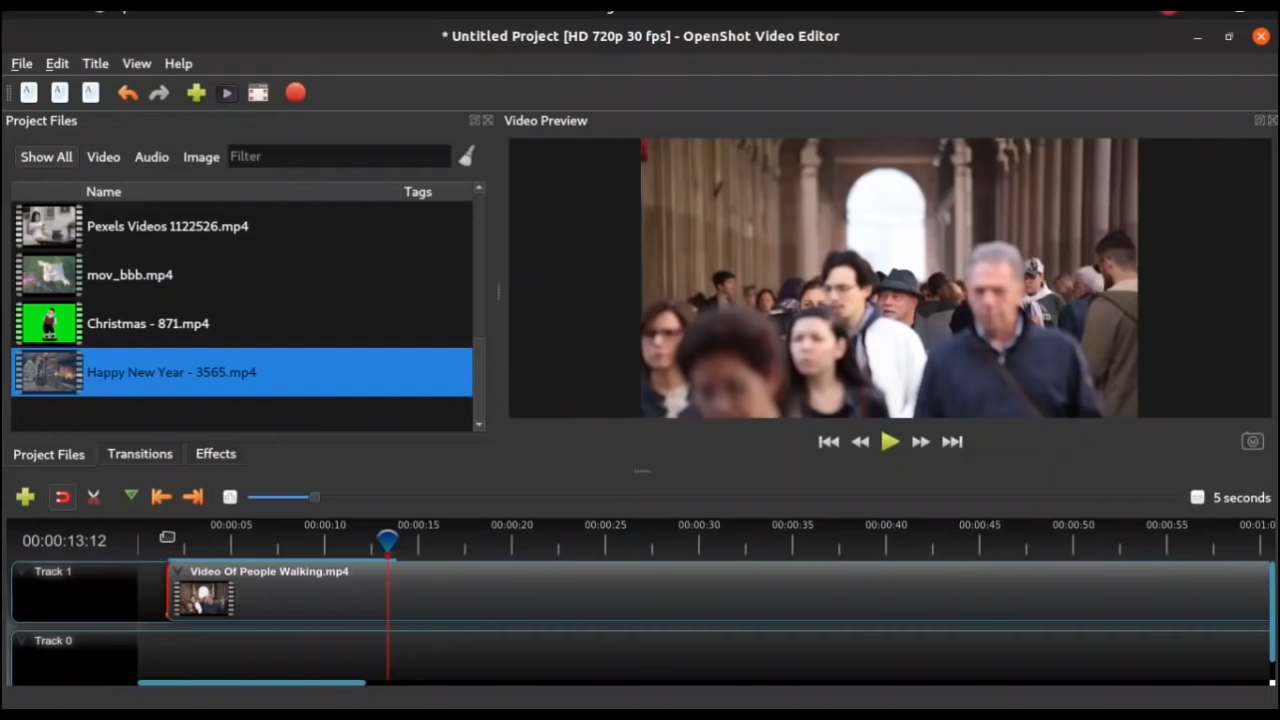 * Untitled Project [HD 720p 30 fps] - OpenShot Video Editor
File Edit Title View Help
Project Files
Video Preview
Show All Video Audio Image Filter
Name Tags
Pexels Videos 1122526.mp4
mov_bbb.mp4
Christmas - 871.mp4
Happy New Year - 3565.mp4
Project Files Transitions Effects
5 seconds
00:00:05 00:00:10 00:00:15 00:00:20 00:00:25 00:00:30 00:00:35 00:00:40 00:00:45 00:00:50 00:00:55 00:01:0
00:00:13:12
Track 1
Video Of People Walking.mp4
Track 0